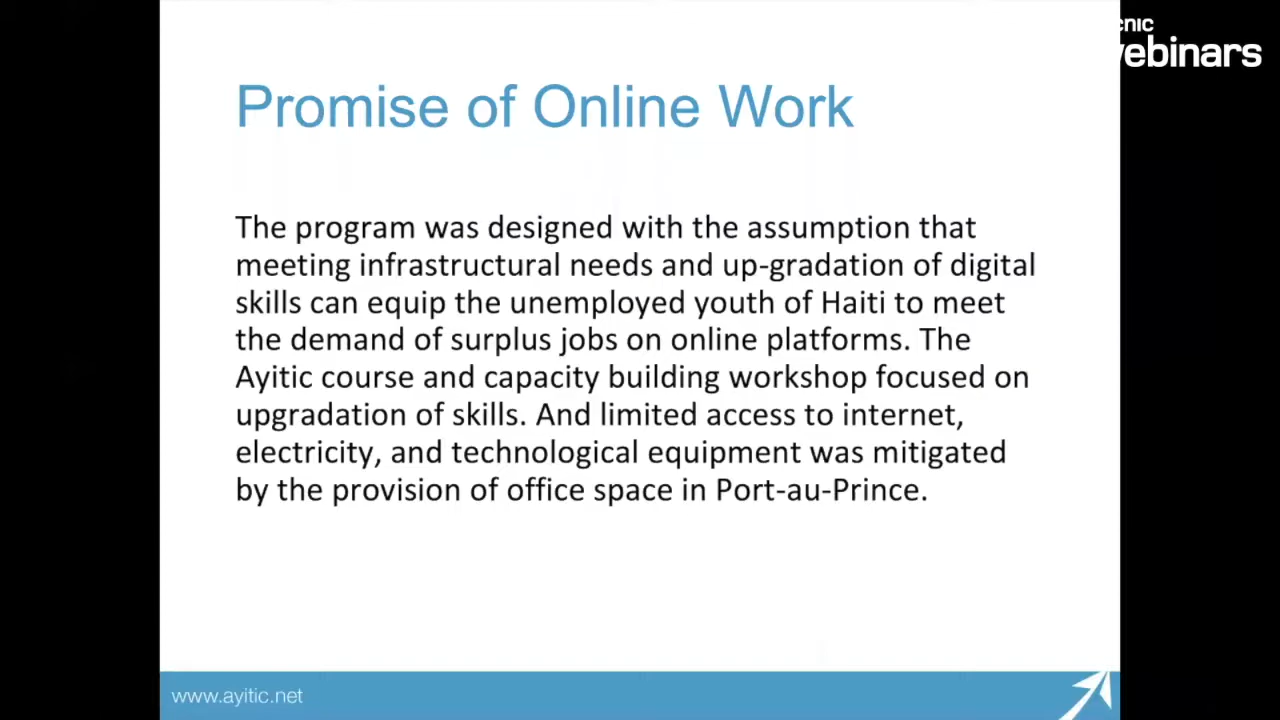 cnic
webinars
Promise of Online Work
The program was designed with the assumption that
meeting infrastructural needs and up-gradation of digital
skills can equip the unemployed youth of Haiti to meet
the demand of surplus jobs on online platforms. The
Ayitic course and capacity building workshop focused on
upgradation of skills. And limited access to internet,
electricity, and technological equipment was mitigated
by the provision of office space in Port-au-Prince.
www.ayitic.net